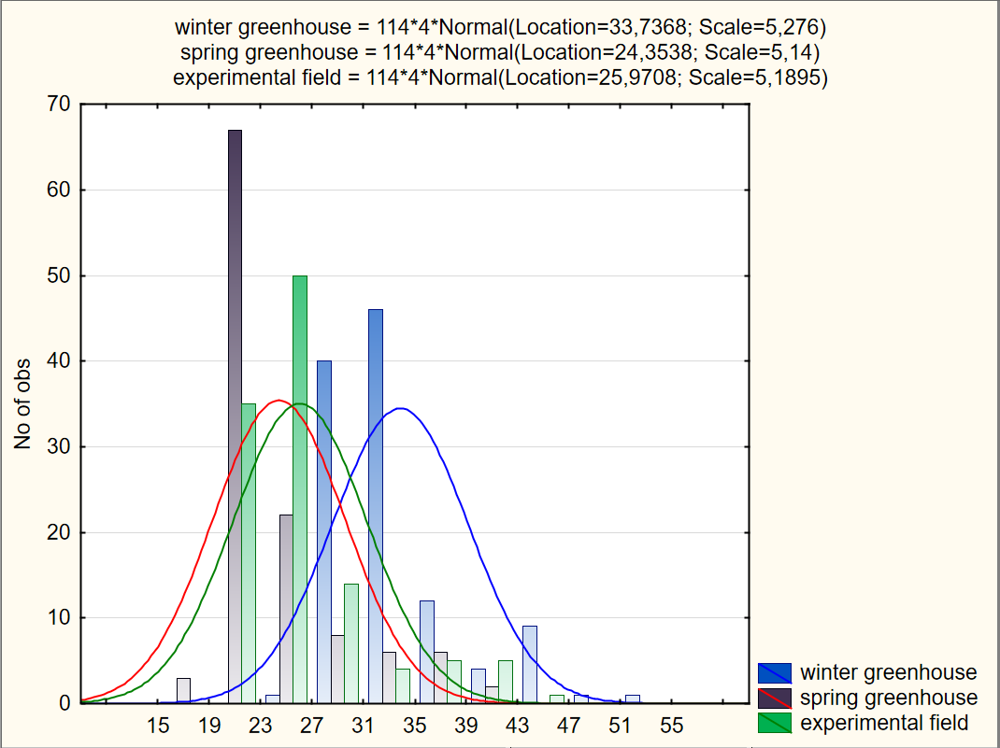 winter greenhouse = 114*4*Normal(Location=33,7368; Scale=5,276)
spring greenhouse = 114*4*Normal(Location=24,3538; Scale=5,14)
experimental field = 114*4*Normal(Location=25,9708; Scale=5,1895)
70
60
50
40
30
20
10
0
No of obs
15 19 23 27 31 35 39 43 47 51 55
winter greenhouse
spring greenhouse
experimental field